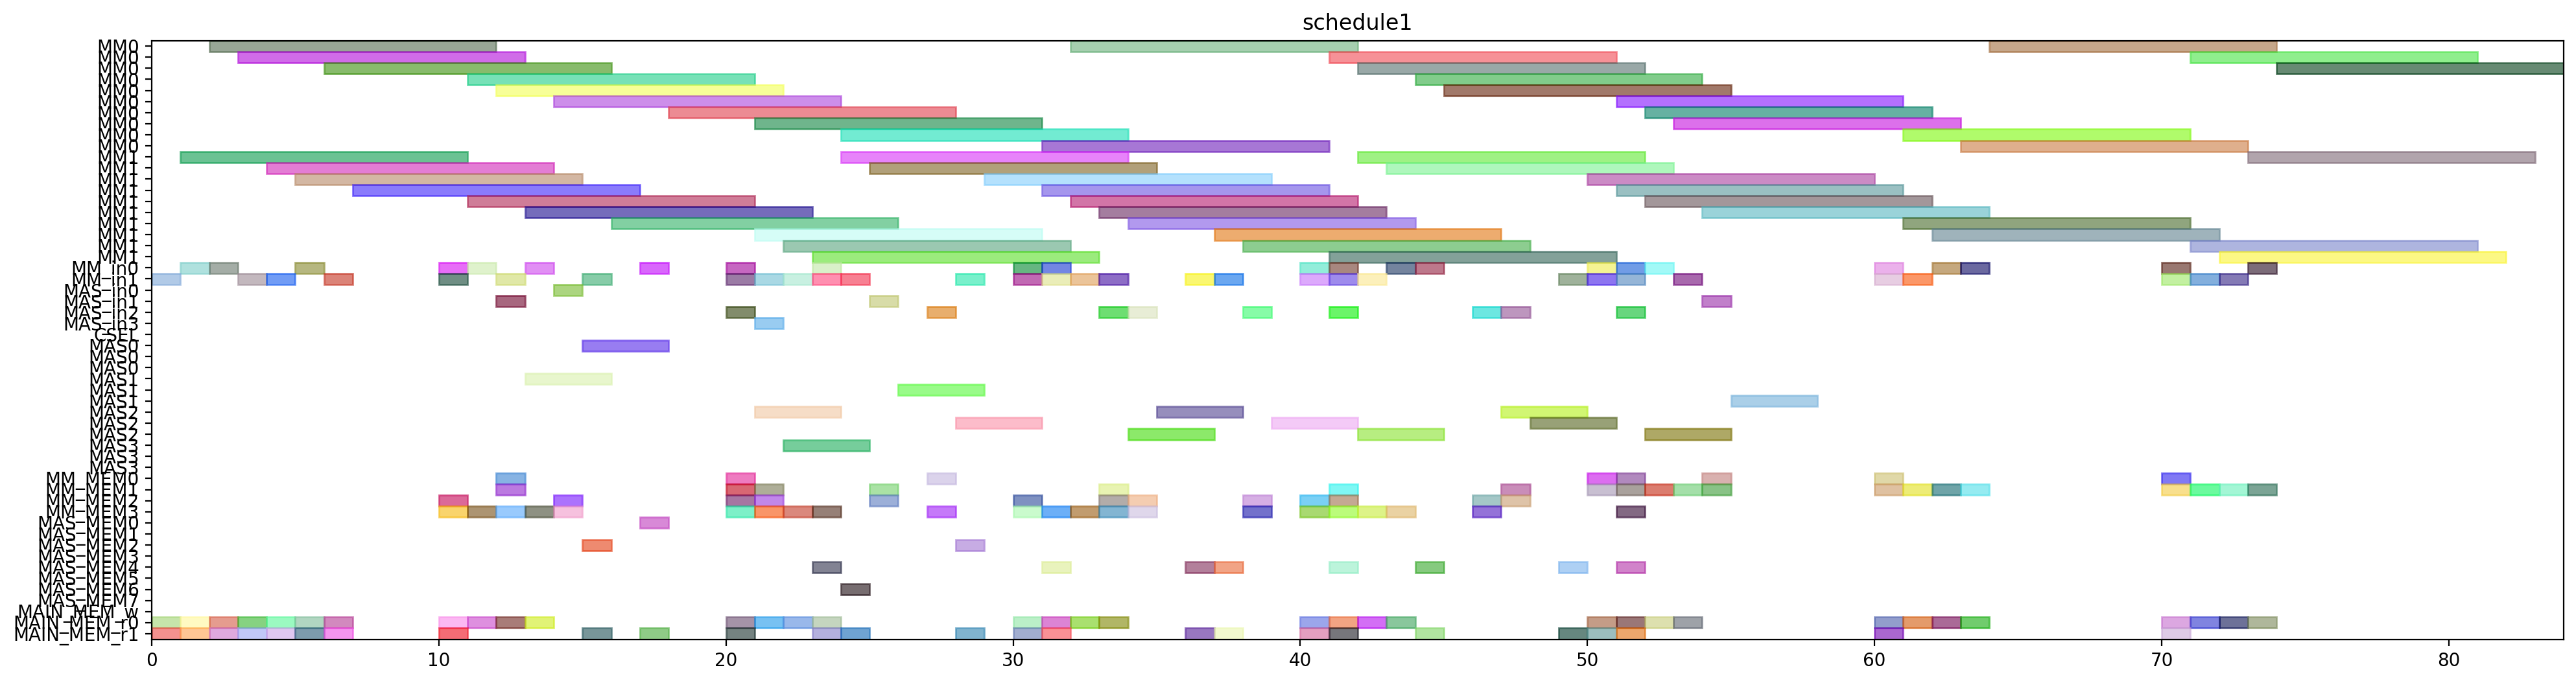 schedule1
MM0
MM0
MM0
MM0
MM0
MM0
MM0
MM0
MM0
MM0
MM1
MM1
MM1
MM1
MM1
MM1
MM1
MM1
MM1
MM1
MM_in0
MM_in1
MAS_in0
MAS_in1
MAS_in2
MAS_in3
CSEL
MAS0
MAS0
MAS0
MAS1
MAS1
MAS1
MAS2
MAS2
MAS2
MAS3
MAS3
MAS3
MM_MEM0
MM_MEM1
MM_MEM2
MM_MEM3
MAS_MEM0
MAS_MEM1
MAS_MEM2
MAS_MEM3
MAS_MEM4
MAS_MEM5
MAS_MEM6
MAS_MEM7
MAIN_MEM_w
MAIN_MEM_r0
MAIN_MEM_r1
0 10 20 30 40 50 60 70 80